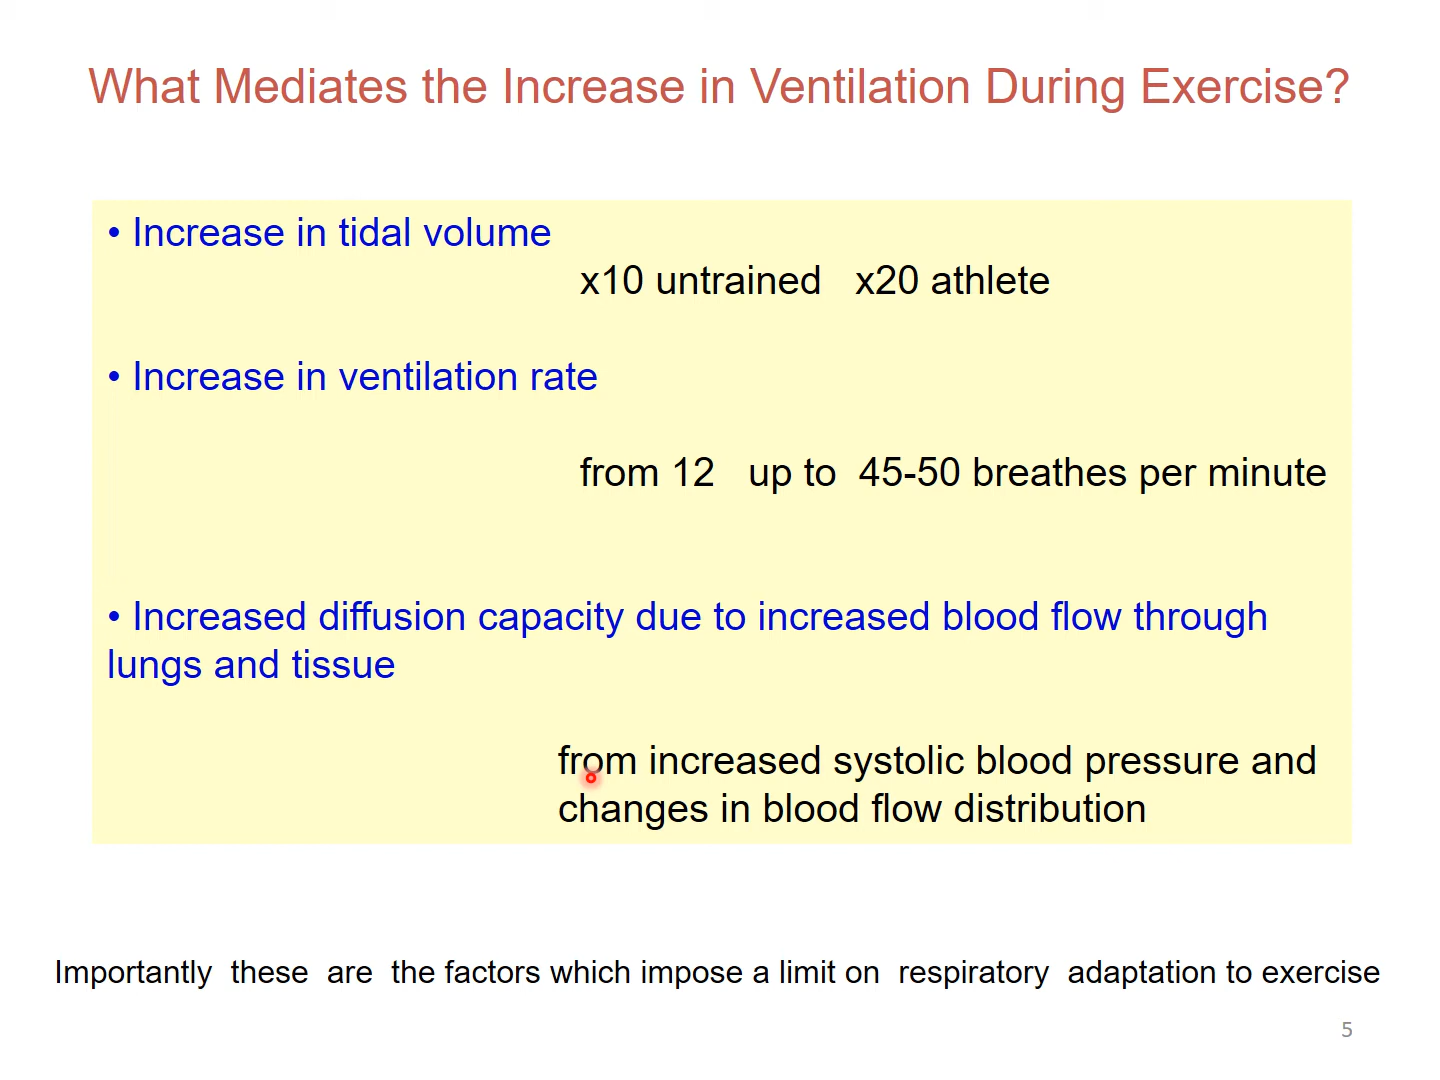 What Mediates the Increase in Ventilation During Exercise?
• Increase in tidal volume
x10 untrained x20 athlete
• Increase in ventilation rate
from 12 up to 45-50 breathes per minute
• Increased diffusion capacity due to increased blood flow through
lungs and tissue
from increased systolic blood pressure and
changes in blood flow distribution
Importantly these are the factors which impose a limit on respiratory adaptation to exercise
5